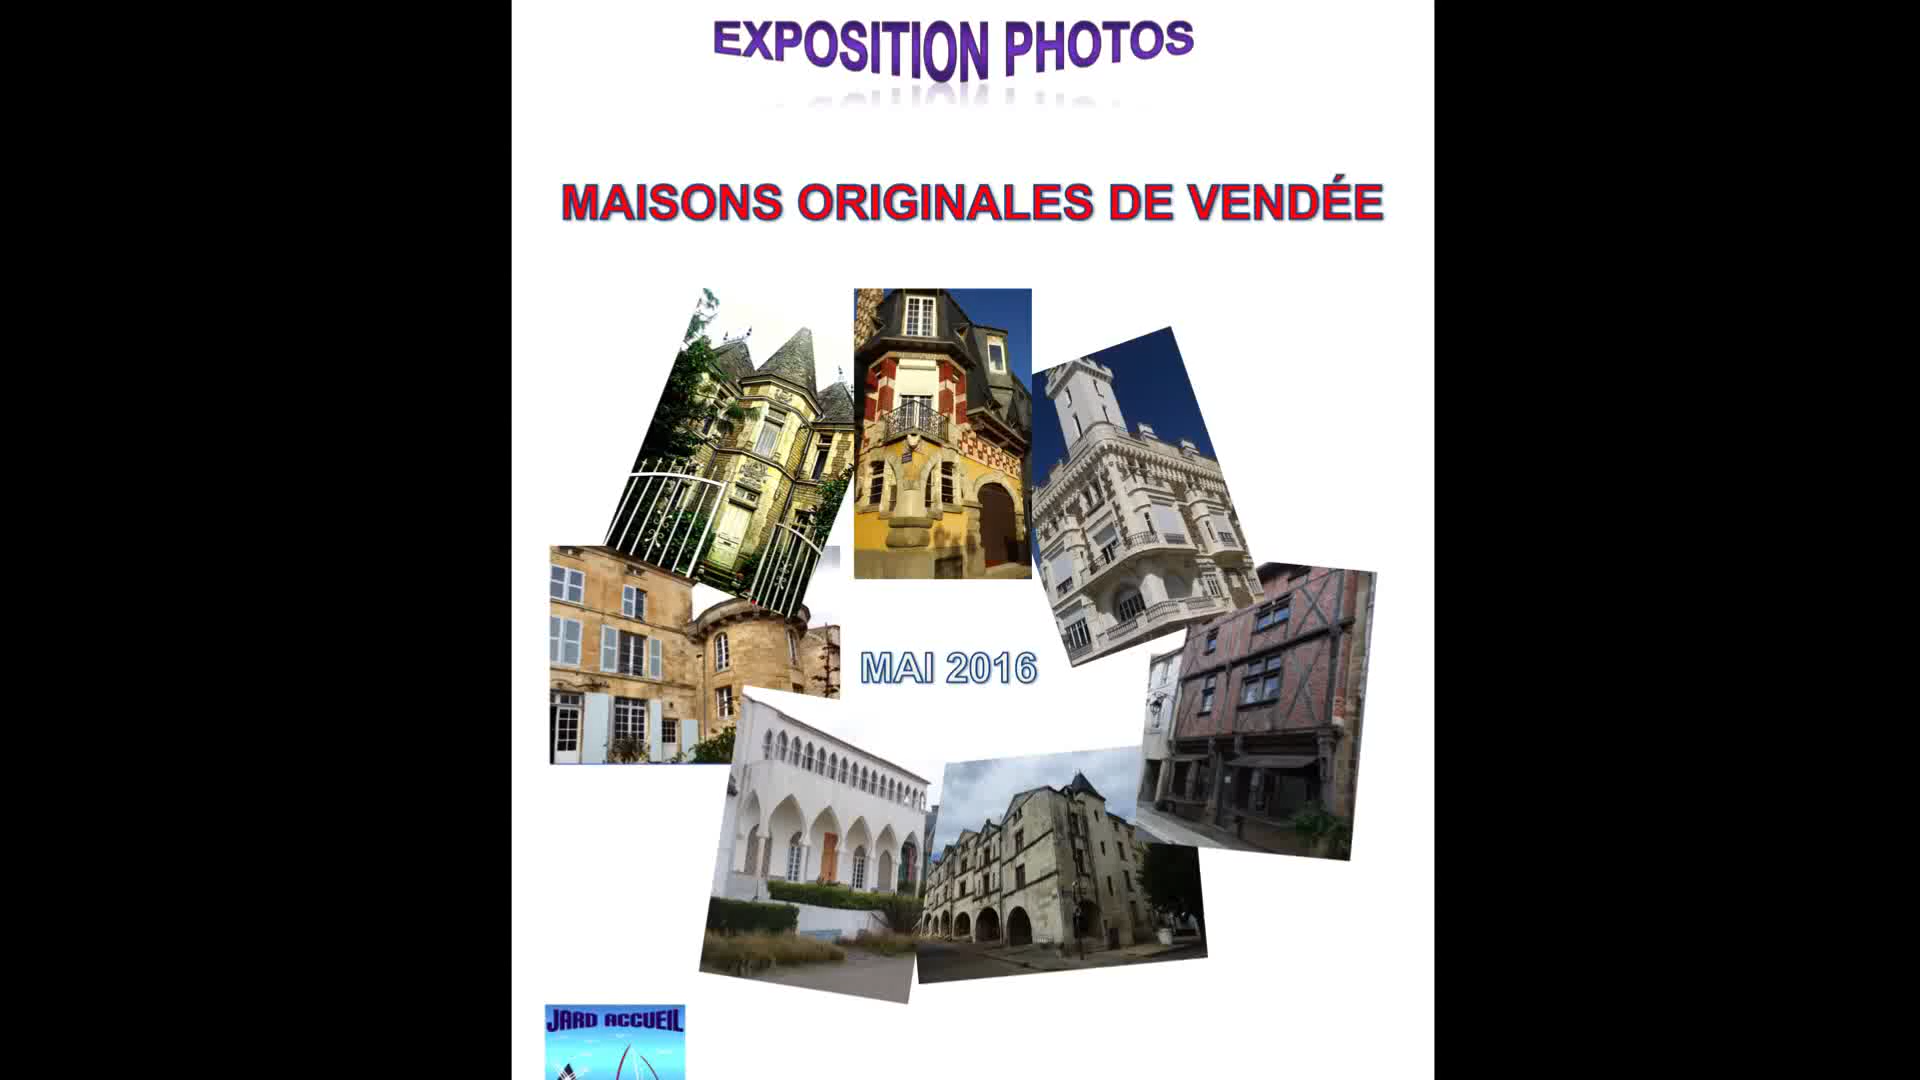 EXPOSITION PHOTOS
MAISONS ORIGINALES DE VENDÉE
MAI 2016
JARD ACCUEIL